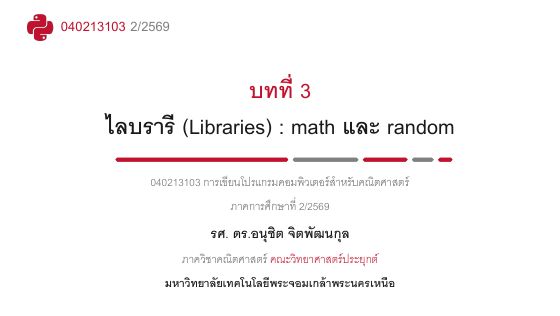 040213103 2/2569
บทที่ 3
ไลบรารี (Libraries) : math และ random
040213103 การเขียนโปรแกรมคอมพิวเตอร์สำหรับคณิตศาสตร์
ภาคการศึกษาที่ 2/2569
รศ. ดร.อนุชิต จิตพัฒนกุล
ภาควิชาคณิตศาสตร์ คณะวิทยาศาสตร์ประยุกต์
มหาวิทยาลัยเทคโนโลยีพระจอมเกล้าพระนครเหนือ